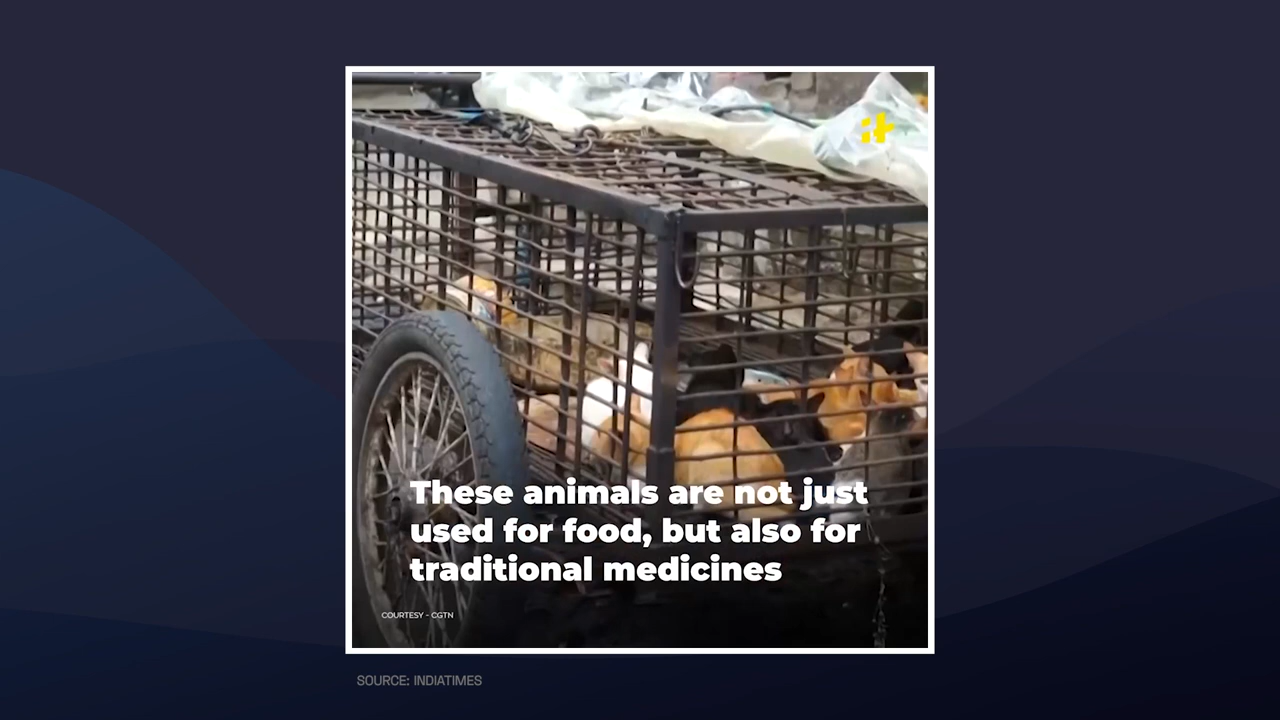 These animals are not just
used for food, but also for
traditional medicines
COURTESY - CGTN
SOURCE: INDIATIMES